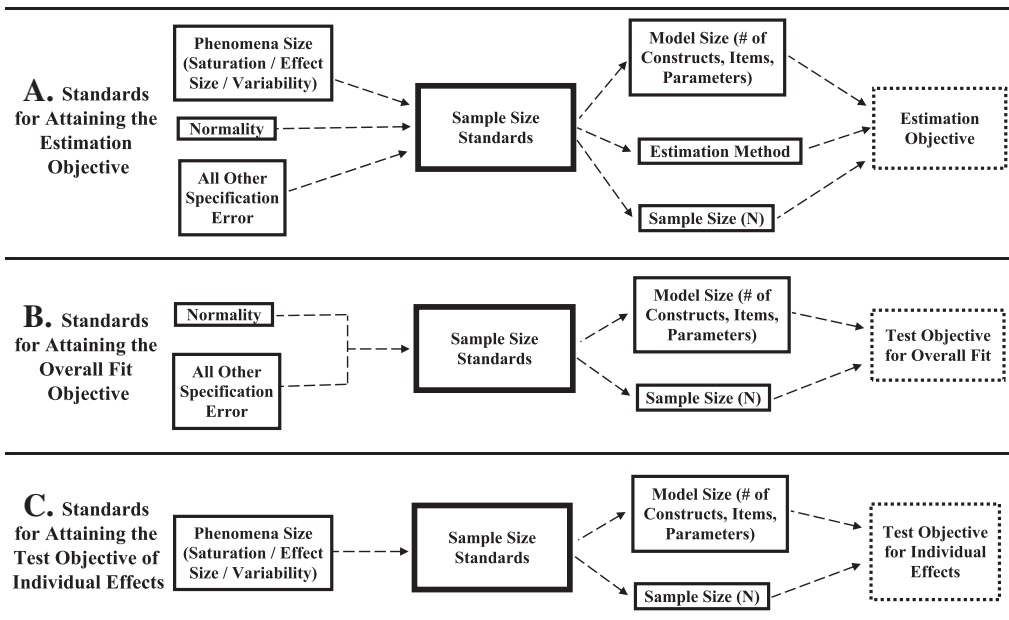 A. Standards
for Attaining the
Estimation
Objective
Phenomena Size
(Saturation / Effect
Size / Variability)
Normality
All Other
Specification
Error
Sample Size
Standards
Model Size (# of
Constructs, Items,
Parameters)
Estimation Method
Sample Size (N)
Estimation
Objective
B. Standards
for Attaining the
Overall Fit
Objective
Normality
All Other
Specification
Error
Sample Size
Standards
Model Size (# of
Constructs, Items,
Parameters)
Sample Size (N)
Test Objective
for Overall Fit
C. Standards
for Attaining the
Test Objective of
Individual Effects
Phenomena Size
(Saturation / Effect
Size / Variability)
Sample Size
Standards
Model Size (# of
Constructs, Items,
Parameters)
Sample Size (N)
Test Objective
for Individual
Effects